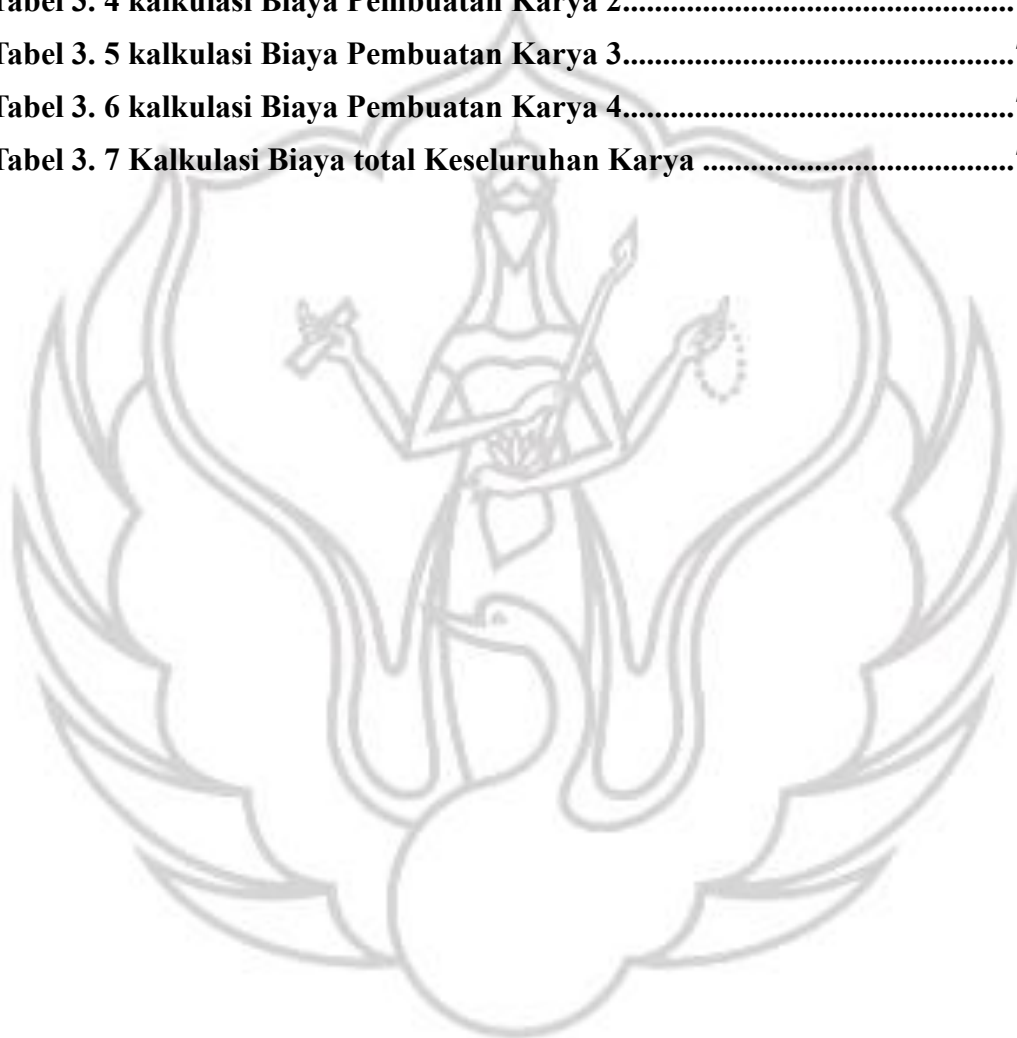 Tabel 3. 4 kalkulasi Biaya Pembuatan Karya 2...............................................
Tabel 3. 5 kalkulasi Biaya Pembuatan Karya 3...............................................
Tabel 3. 6 kalkulasi Biaya Pembuatan Karya 4...............................................
Tabel 3. 7 Kalkulasi Biaya total Keseluruhan Karya .....................................